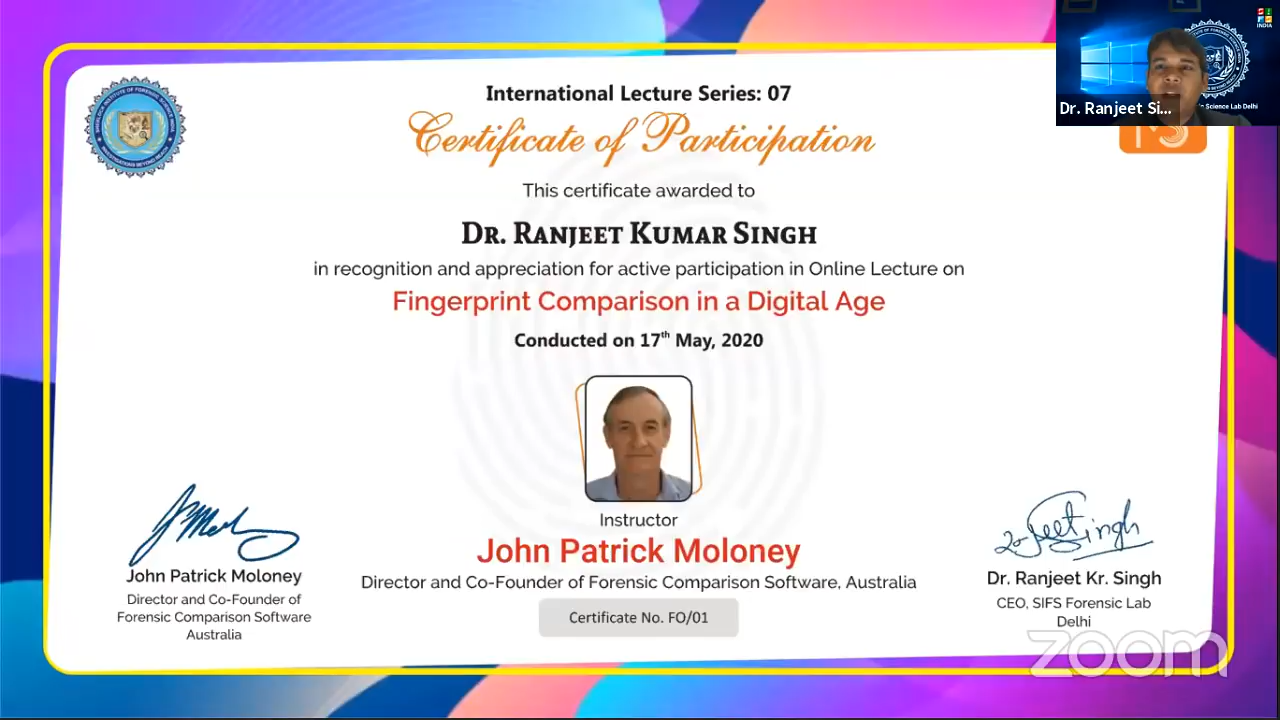 International Lecture Series: 07
Certificate of Participation
This certificate awarded to
DR. RANJEET KUMAR SINGH
in recognition and appreciation for active participation in Online Lecture on
Fingerprint Comparison in a Digital Age
Conducted on 17th May, 2020
Instructor
John Patrick Moloney
Director and Co-Founder of Forensic Comparison Software, Australia
Certificate No. FO/01
John Patrick Moloney
Director and Co-Founder of
Forensic Comparison Software
Australia
Dr. Ranjeet Kr. Singh
CEO, SIFS Forensic Lab
Delhi
zoom
INDIA
Dr. Ranjeet Si...
Science Lab Delhi